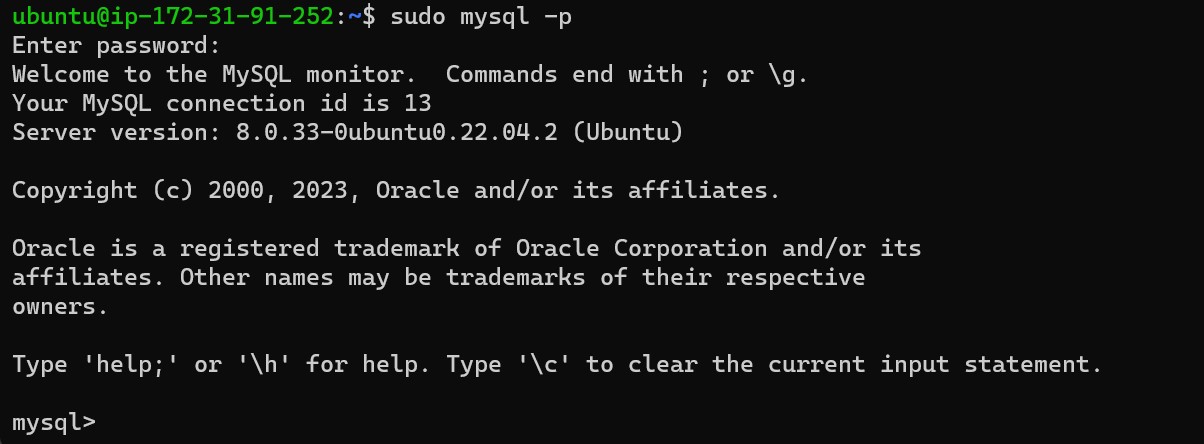 ubuntu@ip-172-31-91-252:~$ sudo mysql -p
Enter password:
Welcome to the MySQL monitor.  Commands end with ; or \g.
Your MySQL connection id is 13
Server version: 8.0.33-0ubuntu0.22.04.2 (Ubuntu)

Copyright (c) 2000, 2023, Oracle and/or its affiliates.

Oracle is a registered trademark of Oracle Corporation and/or its
affiliates. Other names may be trademarks of their respective
owners.

Type 'help;' or '\h' for help. Type '\c' to clear the current input statement.

mysql>